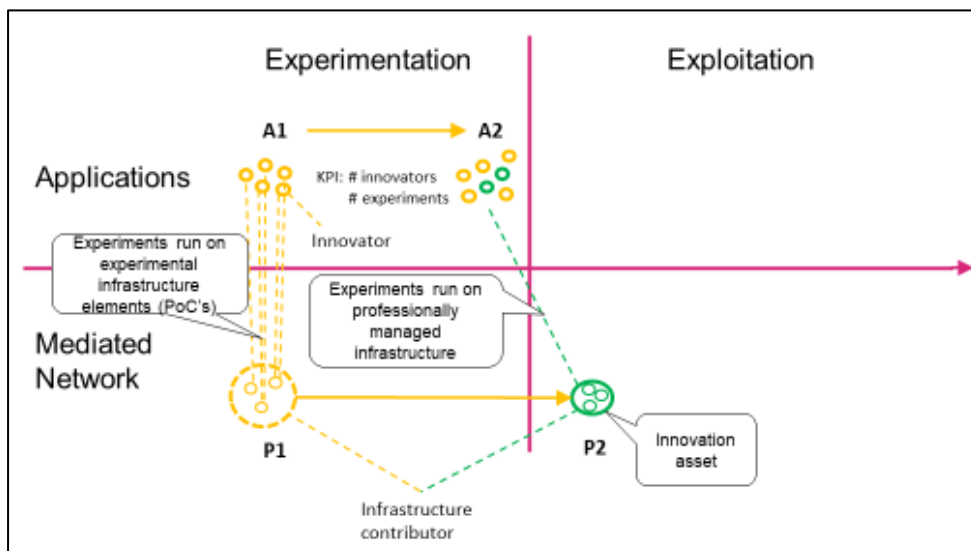 Experimentation
Exploitation
A1
A2
Applications
KPI: # innovators
# experiments
Innovator
Experiments run on
experimental
infrastructure
elements (PoC's)
Experiments run on
professionally
managed
infrastructure
Mediated
Network
P1
P2
Innovation
asset
Infrastructure
contributor